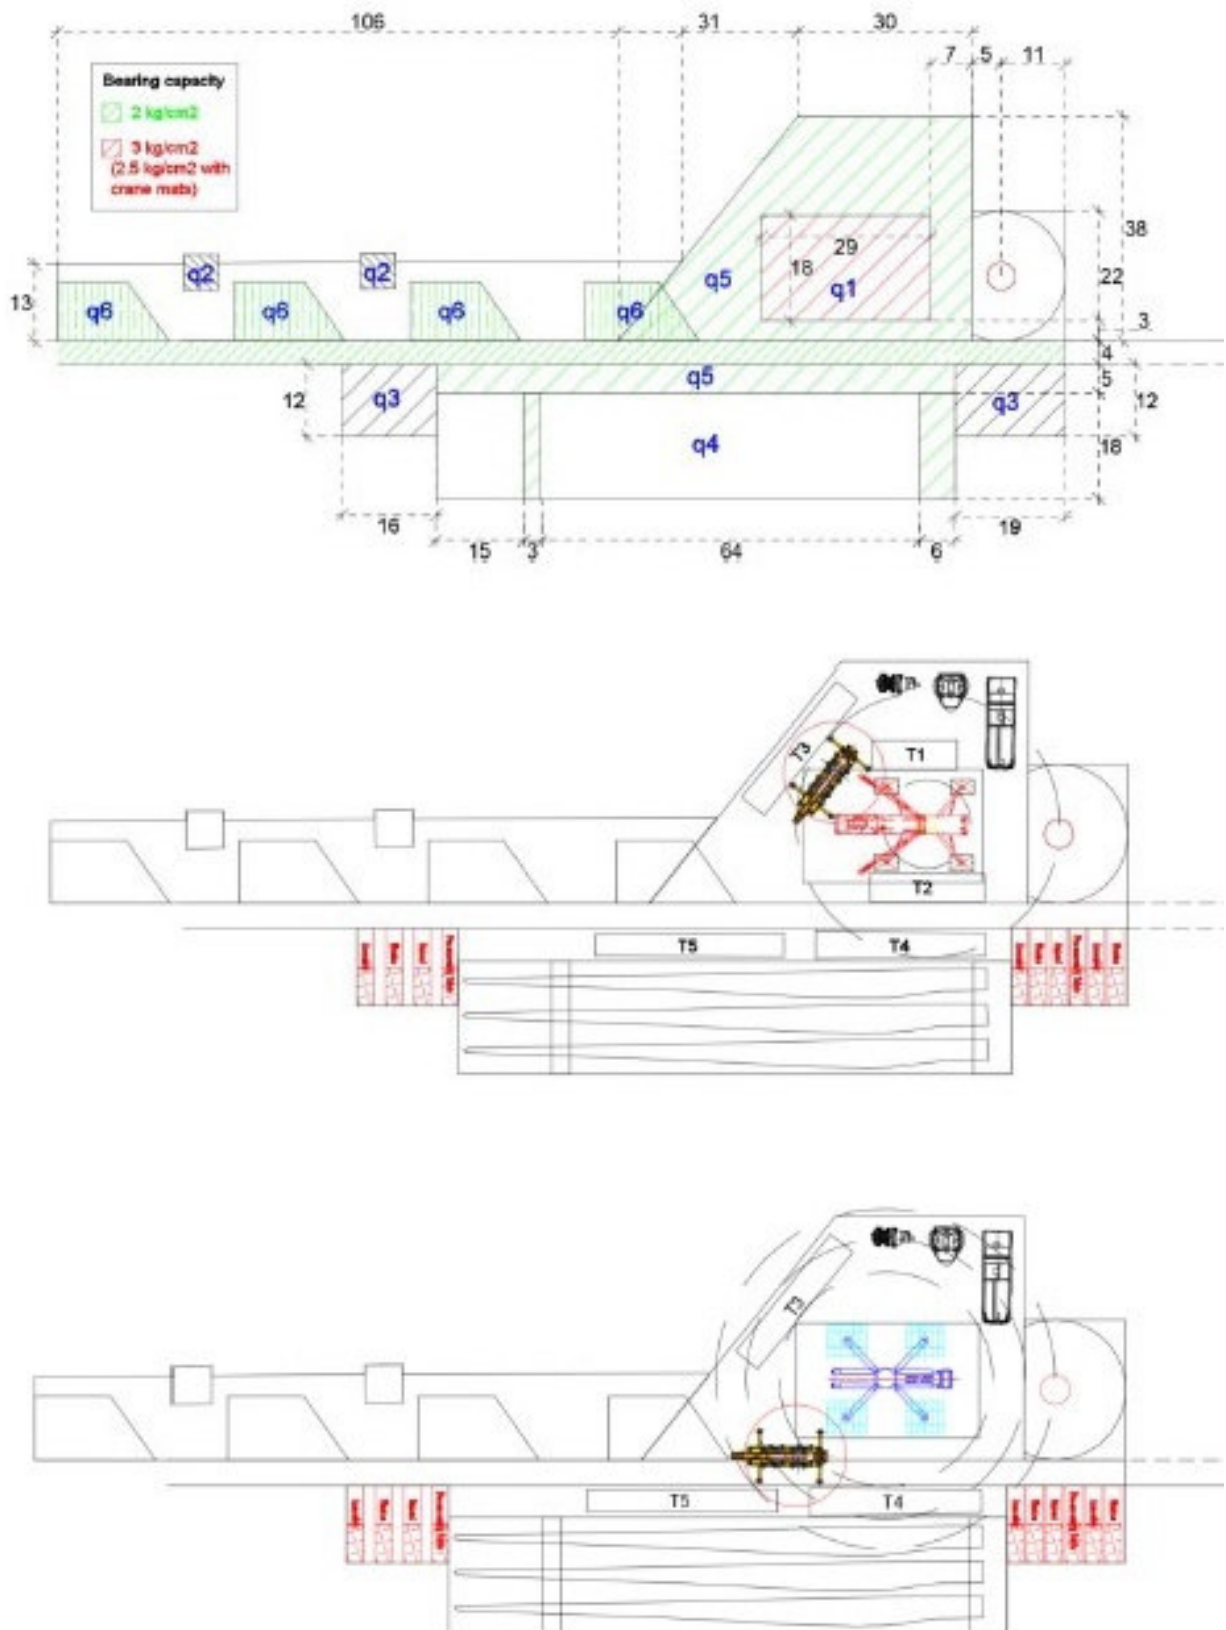 106 31 30
7 5 11
Bearing capacity
2 kg/cm2
3 kg/cm2
(2.5 kg/cm2 with
crane mats)
38
29
18
q5
q1
22
q2 q2
13
q6 q6 q6 q6
3
4
q5
5
12
q3
q3
12
q4
18
16
19
15 3 64 6
T3
T1
T2
T5 T4
T3
T5 T4